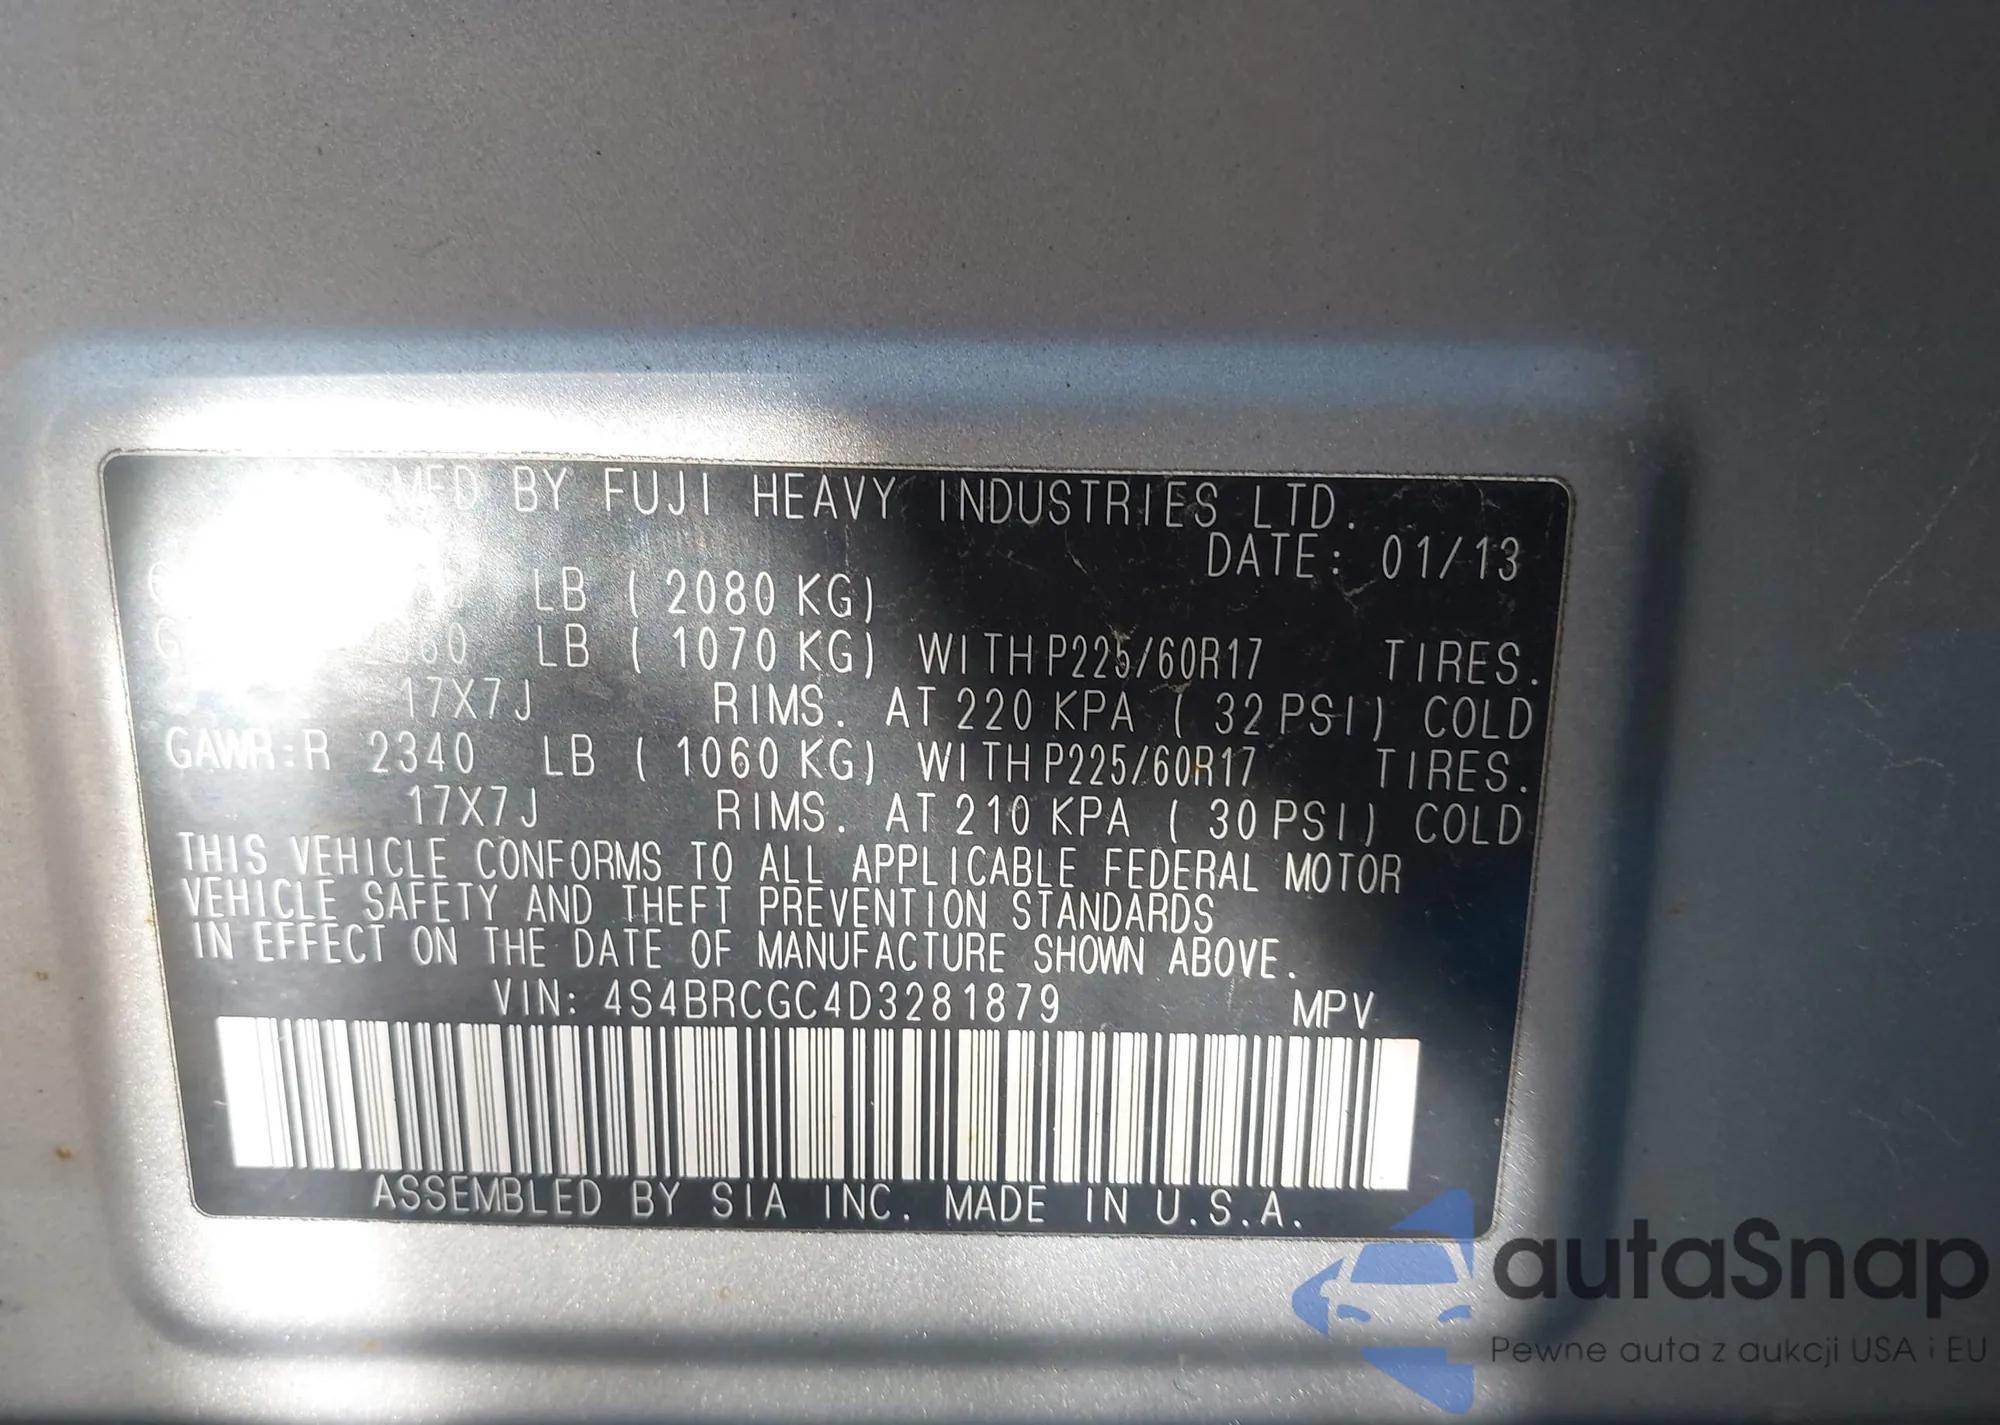 MFD BY FUJI HEAVY INDUSTRIES LTD.
DATE: 01/13
LB ( 2080 KG)
LB ( 1070 KG) WITH P225/60R17 TIRES.
17X7J RIMS. AT 220 KPA ( 32 PSI) COLD
GAWR:R 2340 LB ( 1060 KG) WITH P225/60R17 TIRES.
17X7J RIMS. AT 210 KPA ( 30 PSI) COLD
THIS VEHICLE CONFORMS TO ALL APPLICABLE FEDERAL MOTOR
VEHICLE SAFETY AND THEFT PREVENTION STANDARDS
IN EFFECT ON THE DATE OF MANUFACTURE SHOWN ABOVE.
VIN: 4S4BRCGC4D3281879 MPV
ASSEMBLED BY SIA INC. MADE IN U.S.A.
autaSnap
Pewne auta z aukcji USA i EU